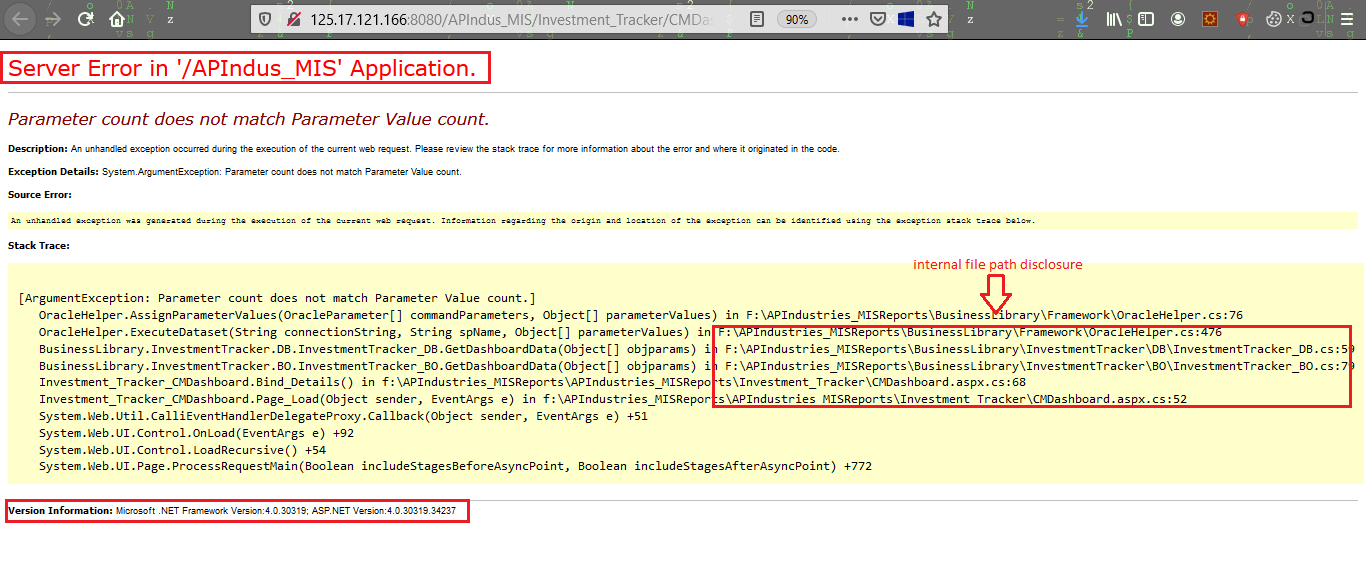 125.17.121.166:8080/APIndus_MIS/Investment_Tracker/CMDas
90%
Server Error in '/APIndus_MIS' Application.
Parameter count does not match Parameter Value count.
Description: An unhandled exception occurred during the execution of the current web request. Please review the stack trace for more information about the error and where it originated in the code.
Exception Details: System.ArgumentException: Parameter count does not match Parameter Value count.
Source Error:
An unhandled exception was generated during the execution of the current web request. Information regarding the origin and location of the exception can be identified using the exception stack trace below.
Stack Trace:
internal file path disclosure
[ArgumentException: Parameter count does not match Parameter Value count.]
OracleHelper.AssignParameterValues(OracleParameter[] commandParameters, Object[] parameterValues) in F:\APIndustries_MISReports\BusinessLibrary\Framework\OracleHelper.cs:76
OracleHelper.ExecuteDataset(String connectionString, String spName, Object[] parameterValues) in F:\APIndustries_MISReports\BusinessLibrary\Framework\OracleHelper.cs:476
BusinessLibrary.InvestmentTracker.DB.InvestmentTracker_DB.GetDashboardData(Object[] objparams) in F:\APIndustries_MISReports\BusinessLibrary\InvestmentTracker\DB\InvestmentTracker_DB.cs:59
BusinessLibrary.InvestmentTracker.BO.InvestmentTracker_BO.GetDashboardData(Object[] objparams) in F:\APIndustries_MISReports\BusinessLibrary\InvestmentTracker\BO\InvestmentTracker_BO.cs:79
Investment_Tracker_CMDashboard.Bind_Details() in f:\APIndustries_MISReports\APIndustries_MISReports\Investment_Tracker\CMDashboard.aspx.cs:68
Investment_Tracker_CMDashboard.Page_Load(Object sender, EventArgs e) in f:\APIndustries_MISReports\APIndustries_MISReports\Investment_Tracker\CMDashboard.aspx.cs:52
System.Web.Util.CalliEventHandlerDelegateProxy.Callback(Object sender, EventArgs e) +51
System.Web.UI.Control.OnLoad(EventArgs e) +92
System.Web.UI.Control.LoadRecursive() +54
System.Web.UI.Page.ProcessRequestMain(Boolean includeStagesBeforeAsyncPoint, Boolean includeStagesAfterAsyncPoint) +772
Version Information: Microsoft .NET Framework Version:4.0.30319; ASP.NET Version:4.0.30319.34237